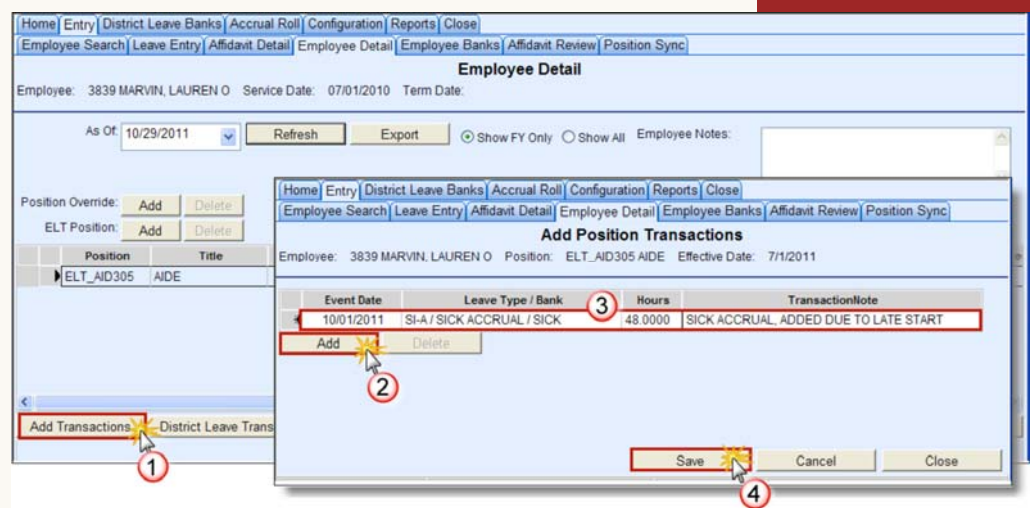 Home Entry District Leave Banks Accrual Roll Configuration Reports Close
Employee Search Leave Entry Affidavit Detail Employee Detail Employee Banks Affidavit Review Position Sync
Employee Detail
Employee: 3839 MARVIN, LAUREN O Service Date: 07/01/2010 Term Date:
As Of: 10/29/2011 Refresh Export Show FY Only Show All Employee Notes:
Position Override: Add Delete
ELT Position: Add Delete
Position Title
ELT_AID305 AIDE
Add Transactions District Leave Trans
1
Home Entry District Leave Banks Accrual Roll Configuration Reports Close
Employee Search Leave Entry Affidavit Detail Employee Detail Employee Banks Affidavit Review Position Sync
Add Position Transactions
Employee: 3839 MARVIN, LAUREN O Position: ELT_AID305 AIDE Effective Date: 7/1/2011
Event Date Leave Type / Bank 3 Hours TransactionNote
10/01/2011 SI-A / SICK ACCRUAL / SICK 48.0000 SICK ACCRUAL, ADDED DUE TO LATE START
Add Delete
2
Save Cancel Close
4